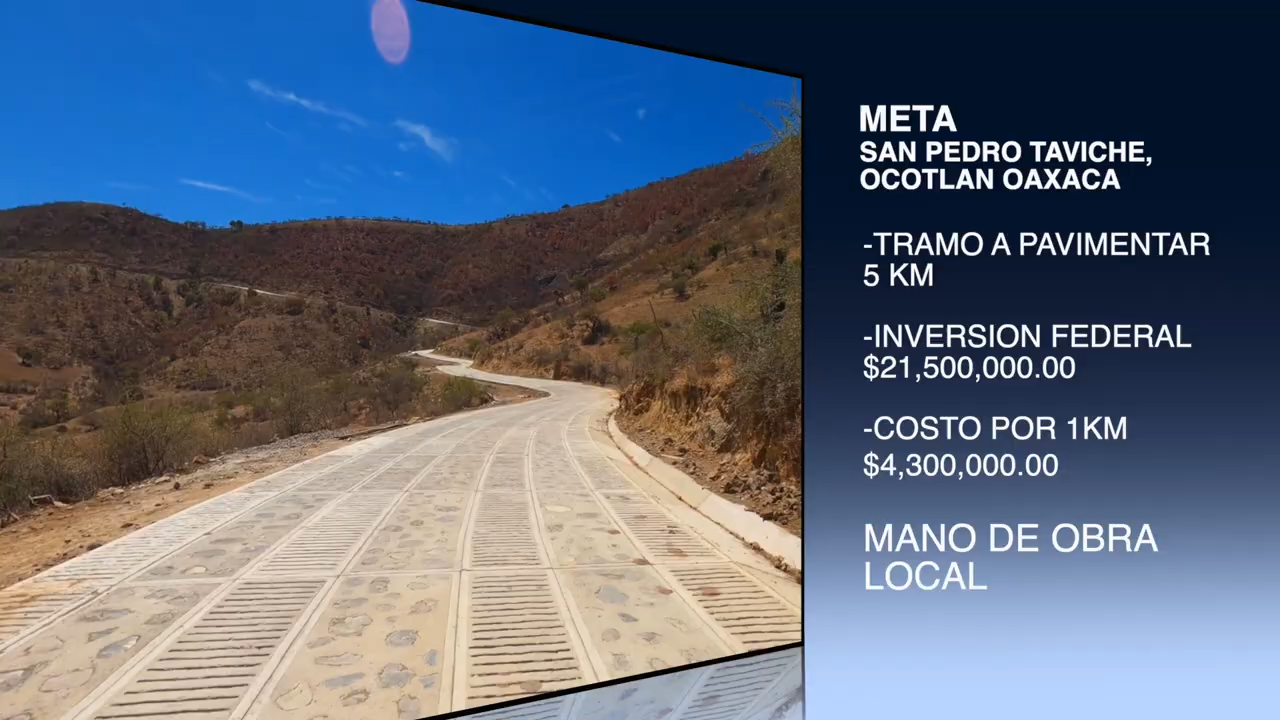 META
SAN PEDRO TAVICHE,
OCOTLAN OAXACA
-TRAMO A PAVIMENTAR
5 KM
-INVERSION FEDERAL
$21,500,000.00
-COSTO POR 1KM
$4,300,000.00
MANO DE OBRA
LOCAL